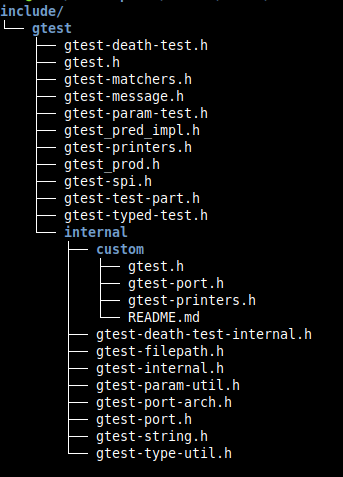 include/
└── gtest
    ├── gtest-death-test.h
    ├── gtest.h
    ├── gtest-matchers.h
    ├── gtest-message.h
    ├── gtest-param-test.h
    ├── gtest_pred_impl.h
    ├── gtest-printers.h
    ├── gtest_prod.h
    ├── gtest-spi.h
    ├── gtest-test-part.h
    ├── gtest-typed-test.h
    └── internal
        ├── custom
        │   ├── gtest.h
        │   ├── gtest-port.h
        │   ├── gtest-printers.h
        │   └── README.md
        ├── gtest-death-test-internal.h
        ├── gtest-filepath.h
        ├── gtest-internal.h
        ├── gtest-param-util.h
        ├── gtest-port-arch.h
        ├── gtest-port.h
        ├── gtest-string.h
        └── gtest-type-util.h